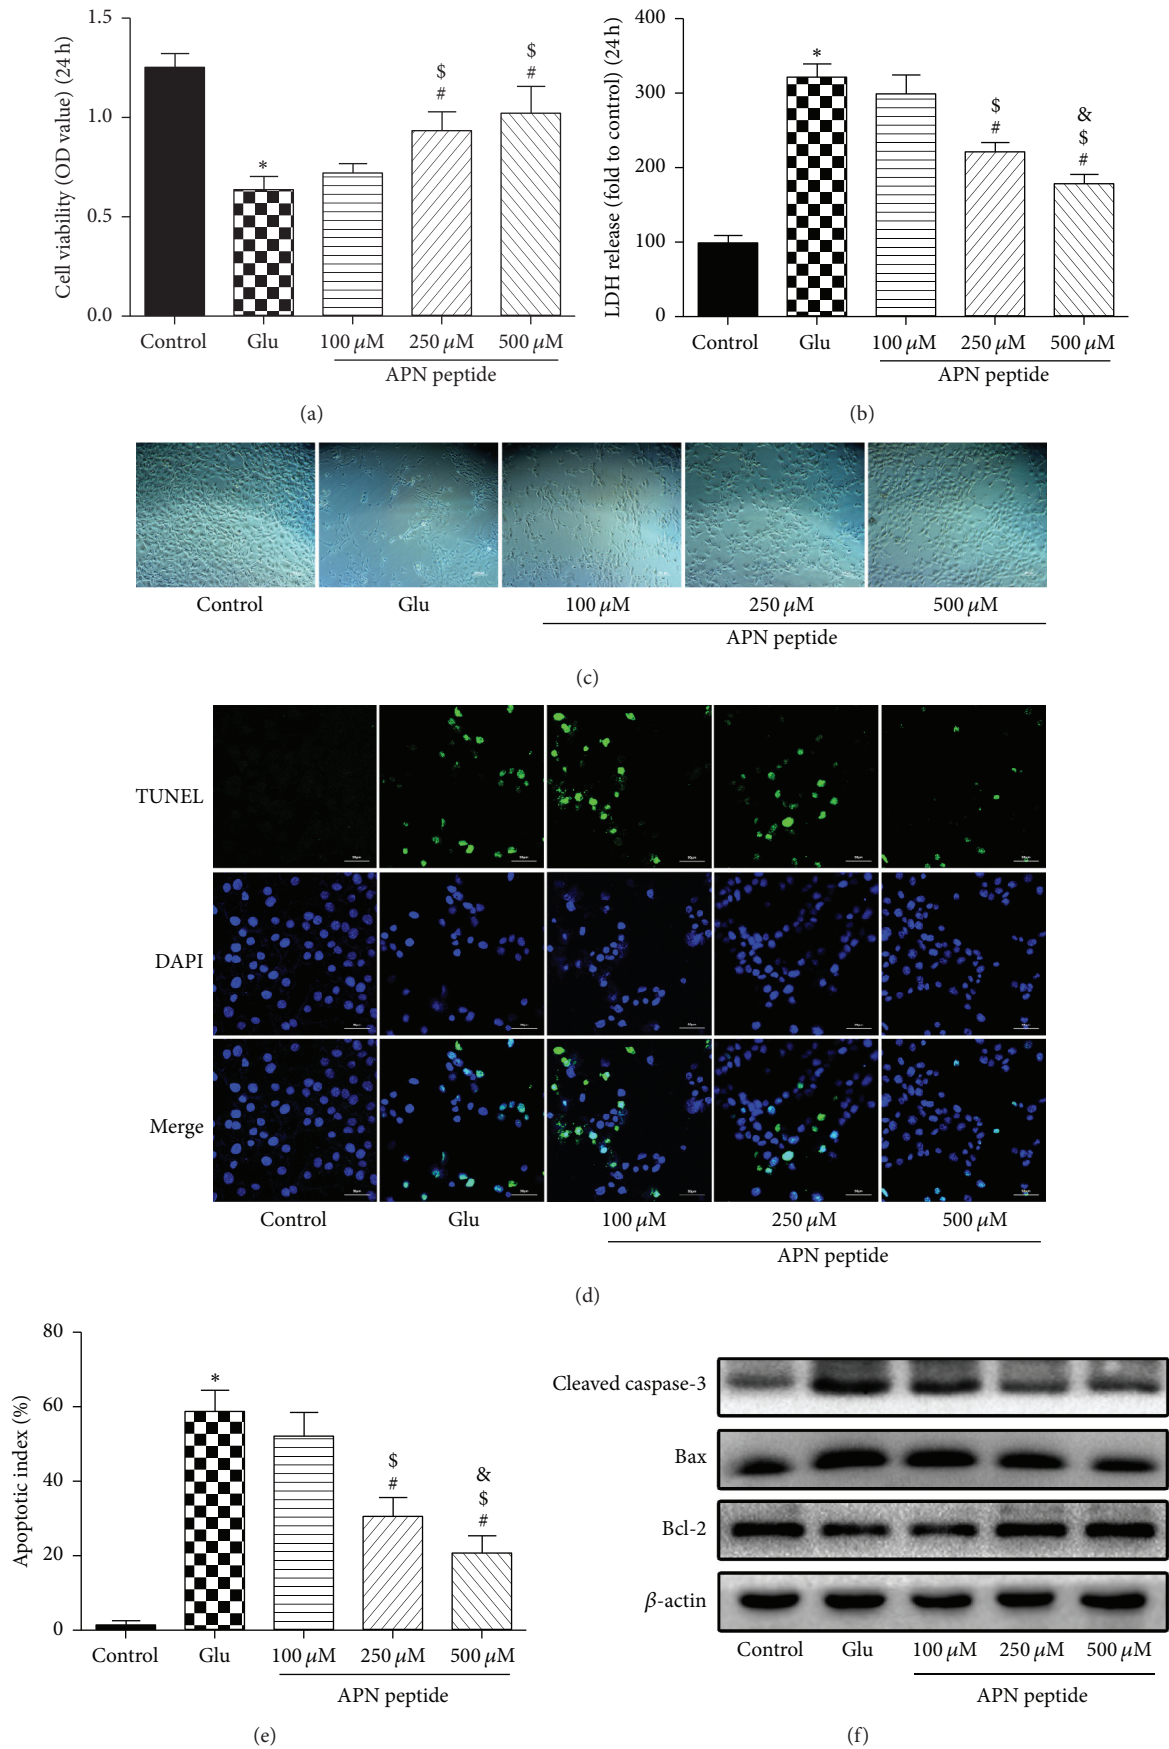 Cell viability (OD value) (24 h)
1.5
1.0
0.5
0.0
*
$
#
$
#
Control
Glu
100 µM
250 µM
500 µM
APN peptide
(a)
LDH release (fold to control) (24 h)
400
300
200
100
0
*
$
#
&
$
#
Control
Glu
100 µM
250 µM
500 µM
APN peptide
(b)
Control
Glu
100 µM
250 µM
500 µM
APN peptide
(c)
TUNEL
DAPI
Merge
Control
Glu
100 µM
250 µM
500 µM
APN peptide
(d)
Apoptotic index (%)
80
60
40
20
0
*
$
#
&
$
#
Control
Glu
100 µM
250 µM
500 µM
APN peptide
(e)
Cleaved caspase-3
Bax
Bcl-2
β-actin
Control
Glu
100 µM
250 µM
500 µM
APN peptide
(f)